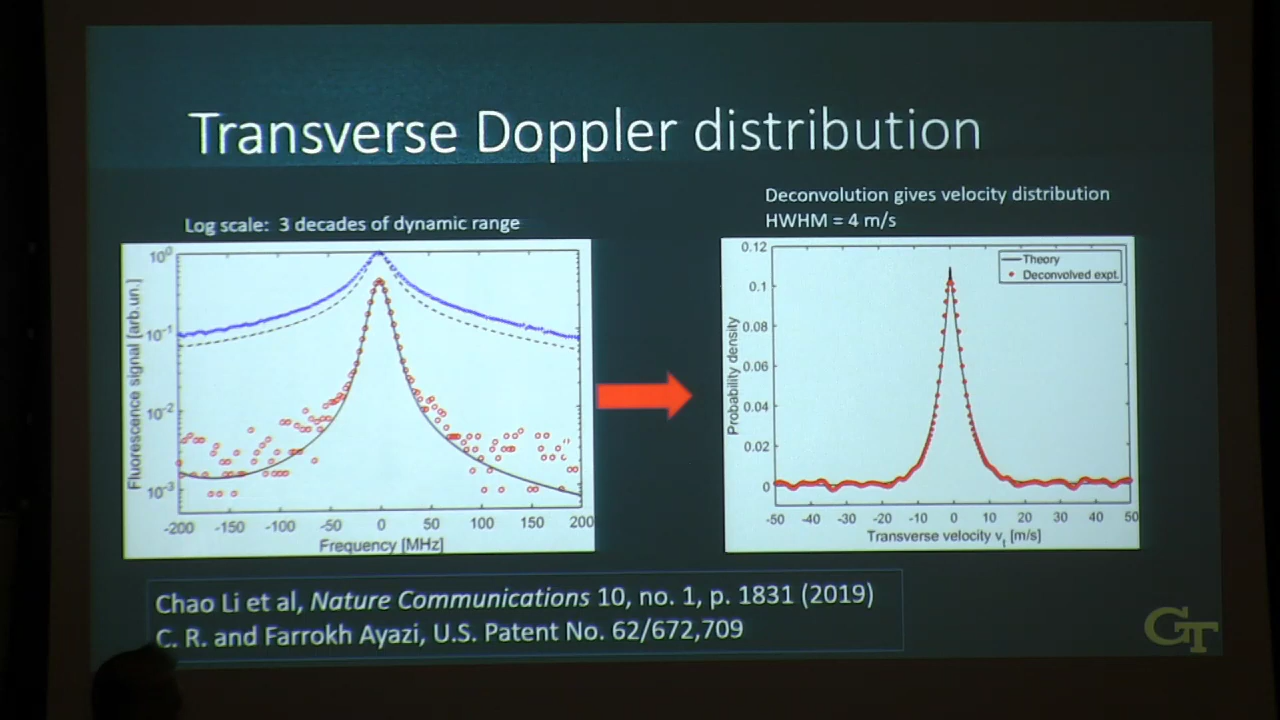 Transverse Doppler distribution
Log scale: 3 decades of dynamic range
Deconvolution gives velocity distribution
HWHM = 4 m/s
Fluorescence signal [arb.un.]
10⁰
10⁻¹
10⁻²
10⁻³
-200 -150 -100 -50 0 50 100 150 200
Frequency [MHz]
Probability density
0.12
0.1
0.08
0.06
0.04
0.02
0
Theory
Deconvolved expt.
-50 -40 -30 -20 -10 0 10 20 30 40 50
Transverse velocity vₜ [m/s]
Chao Li et al, Nature Communications 10, no. 1, p. 1831 (2019)
C. R. and Farrokh Ayazi, U.S. Patent No. 62/672,709
GT